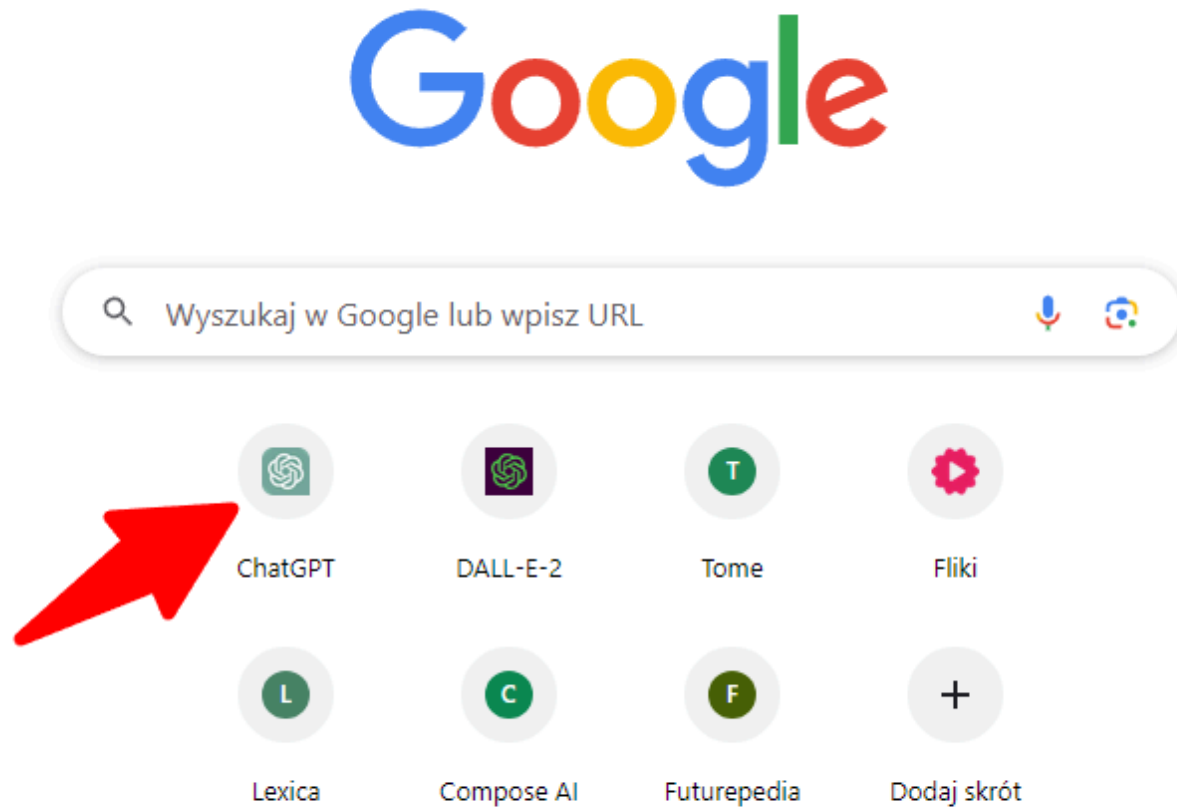 Google
Wyszukaj w Google lub wpisz URL
T
ChatGPT DALL-E-2 Tome Fliki
L C F
Lexica Compose AI Futurepedia Dodaj skrót